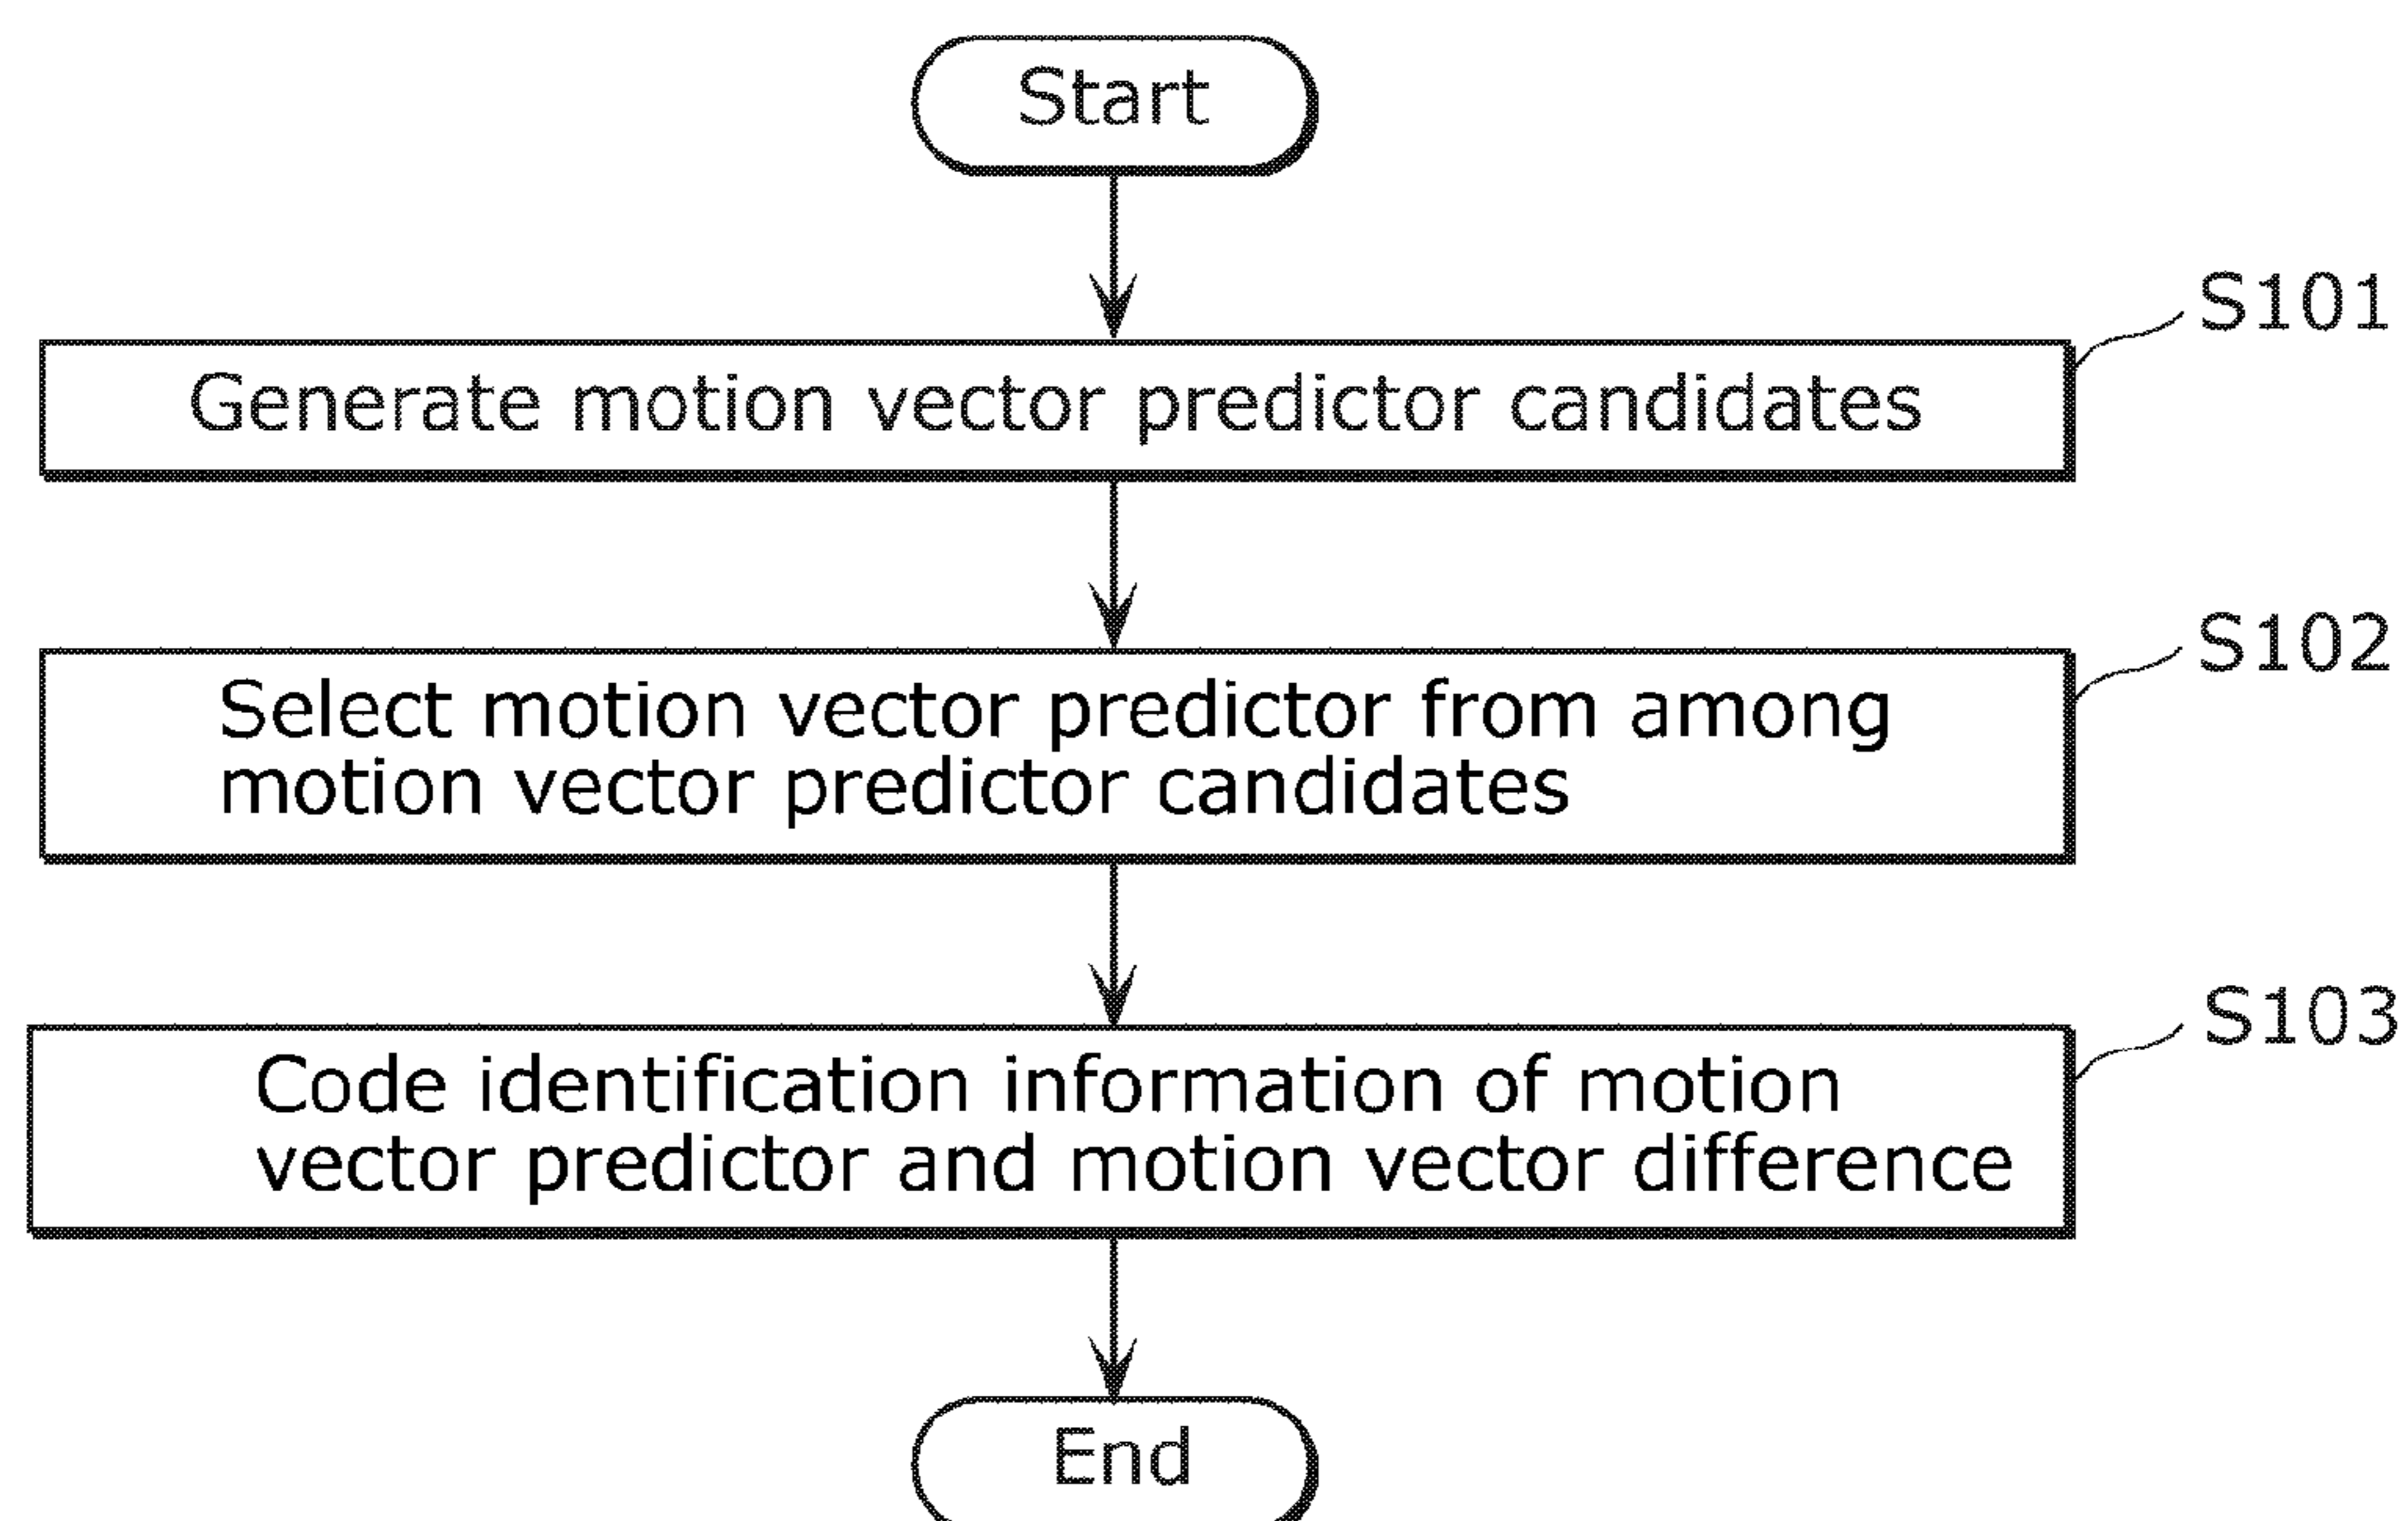 Start
S101
Generate motion vector predictor candidates
S102
Select motion vector predictor from among
motion vector predictor candidates
S103
Code identification information of motion
vector predictor and motion vector difference
End